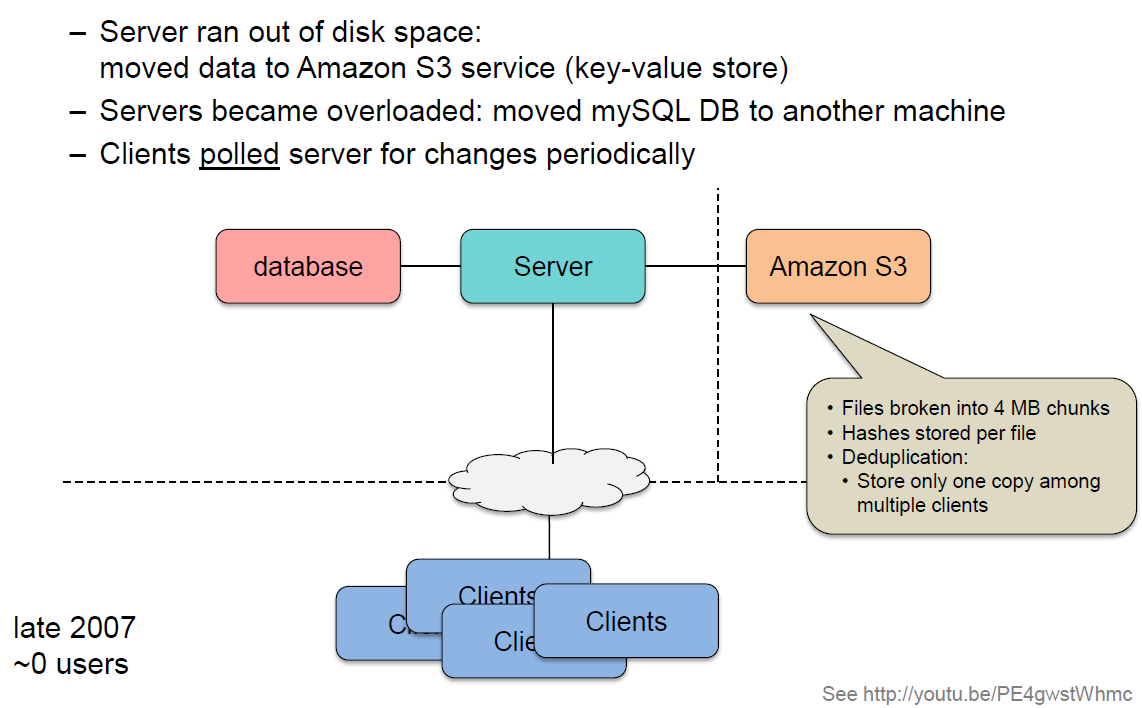 – Server ran out of disk space:
moved data to Amazon S3 service (key-value store)
– Servers became overloaded: moved mySQL DB to another machine
– Clients polled server for changes periodically
database
Server
Amazon S3
• Files broken into 4 MB chunks
• Hashes stored per file
• Deduplication:
• Store only one copy among
multiple clients
Clients
Clients
late 2007
~0 users
See http://youtu.be/PE4gwstWhmc